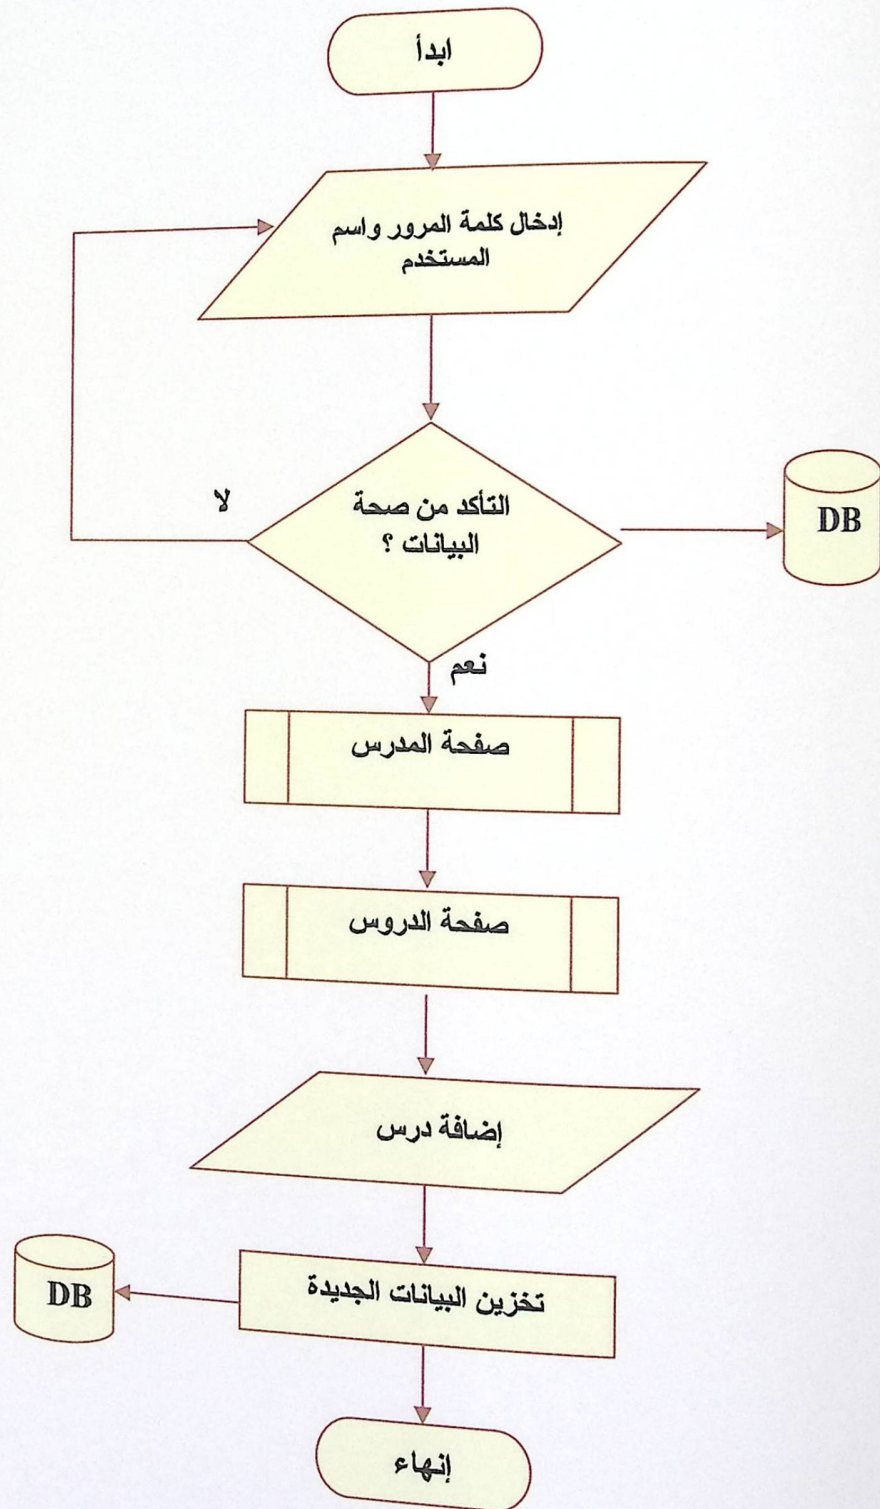 ابدأ
إدخال كلمة المرور واسم
المستخدم
التأكد من صحة
البيانات ؟
لا
DB
نعم
صفحة المدرس
صفحة الدروس
إضافة درس
تخزين البيانات الجديدة
DB
إنهاء